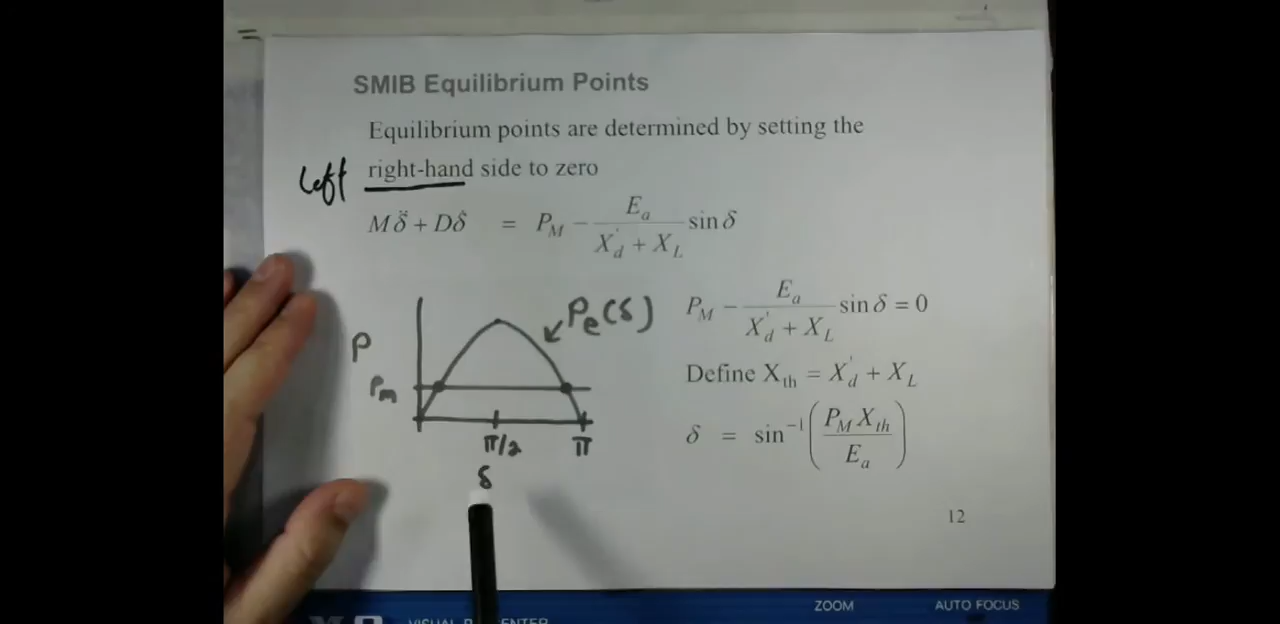 SMIB Equilibrium Points
Equilibrium points are determined by setting the
left right-hand side to zero
M δ̈ + D δ̇ = P_M − E_a / (X'_d + X_L) sin δ
P_e(δ)
P
P_m
π/2 π
δ
P_M − E_a / (X'_d + X_L) sin δ = 0
Define X_th = X'_d + X_L
δ = sin⁻¹ (P_M X_th / E_a)
12
ZOOM AUTO FOCUS